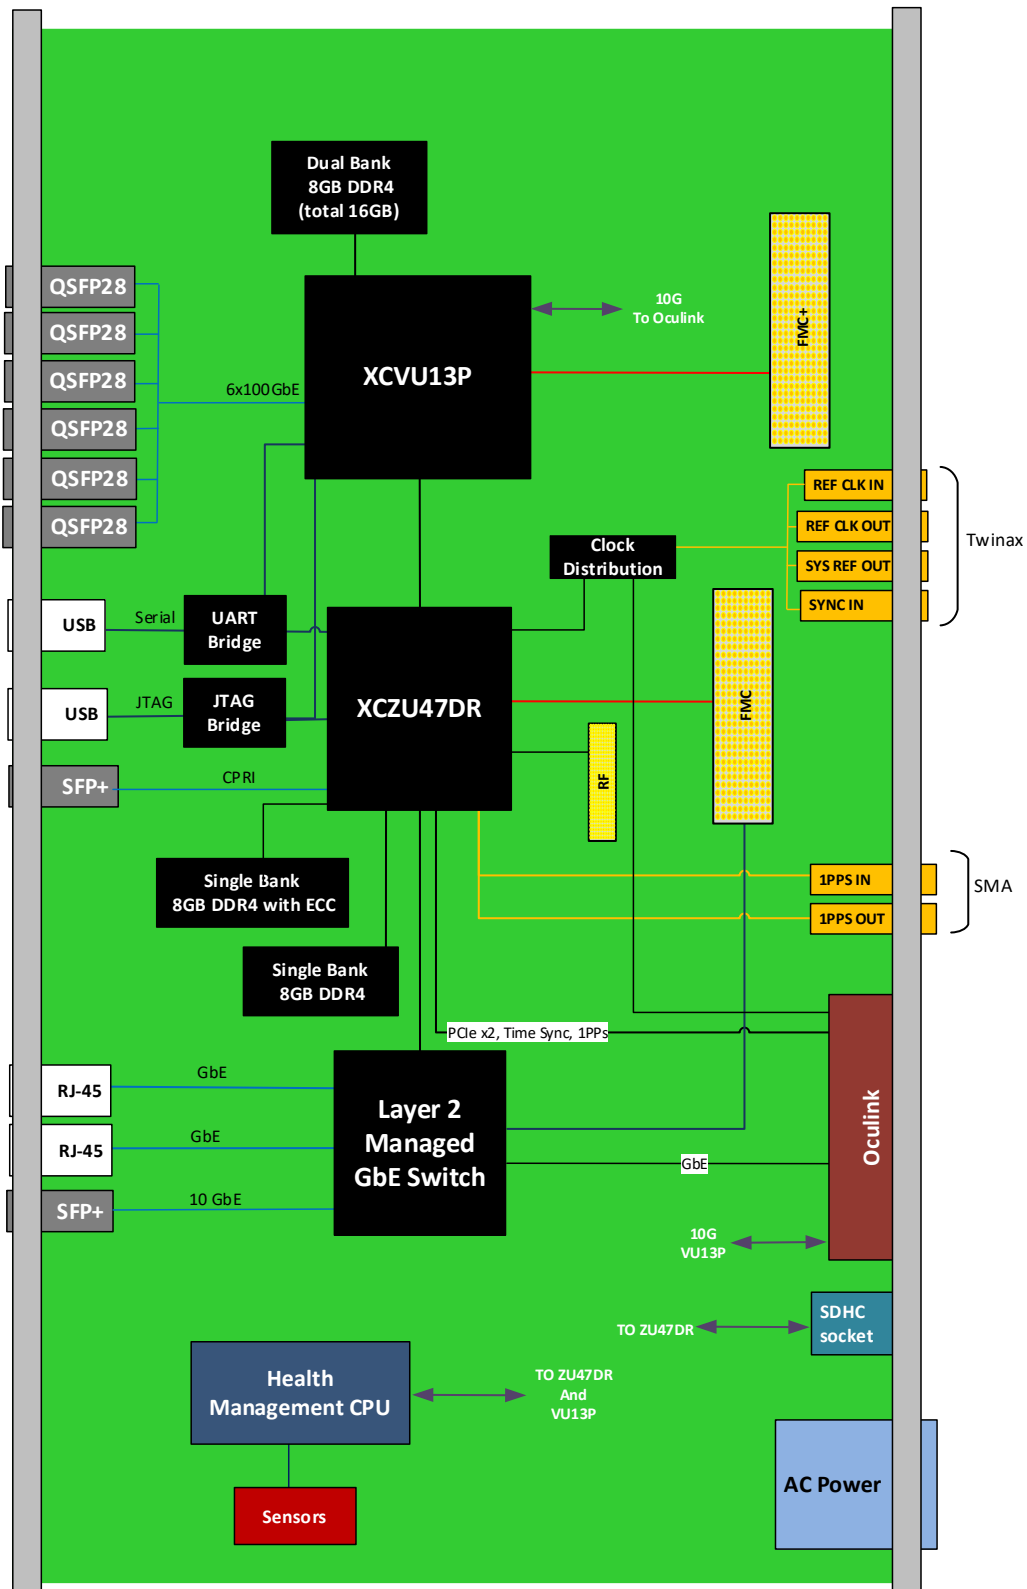 Dual Bank
8GB DDR4
(total 16GB)
QSFP28
QSFP28
QSFP28
QSFP28
QSFP28
QSFP28
6x100GbE
XCVU13P
10G
To Oculink
FMC+
REF CLK IN
REF CLK OUT
SYS REF OUT
SYNC IN
Twinax
Clock
Distribution
USB
Serial
UART
Bridge
USB
JTAG
JTAG
Bridge
XCZU47DR
FMC
RF
SFP+
CPRI
Single Bank
8GB DDR4 with ECC
1PPS IN
1PPS OUT
SMA
Single Bank
8GB DDR4
PCIe x2, Time Sync, 1PPs
RJ-45
GbE
RJ-45
GbE
SFP+
10 GbE
Layer 2
Managed
GbE Switch
GbE
Oculink
10G
VU13P
SDHC
socket
TO ZU47DR
Health
Management CPU
TO ZU47DR
And
VU13P
Sensors
AC Power